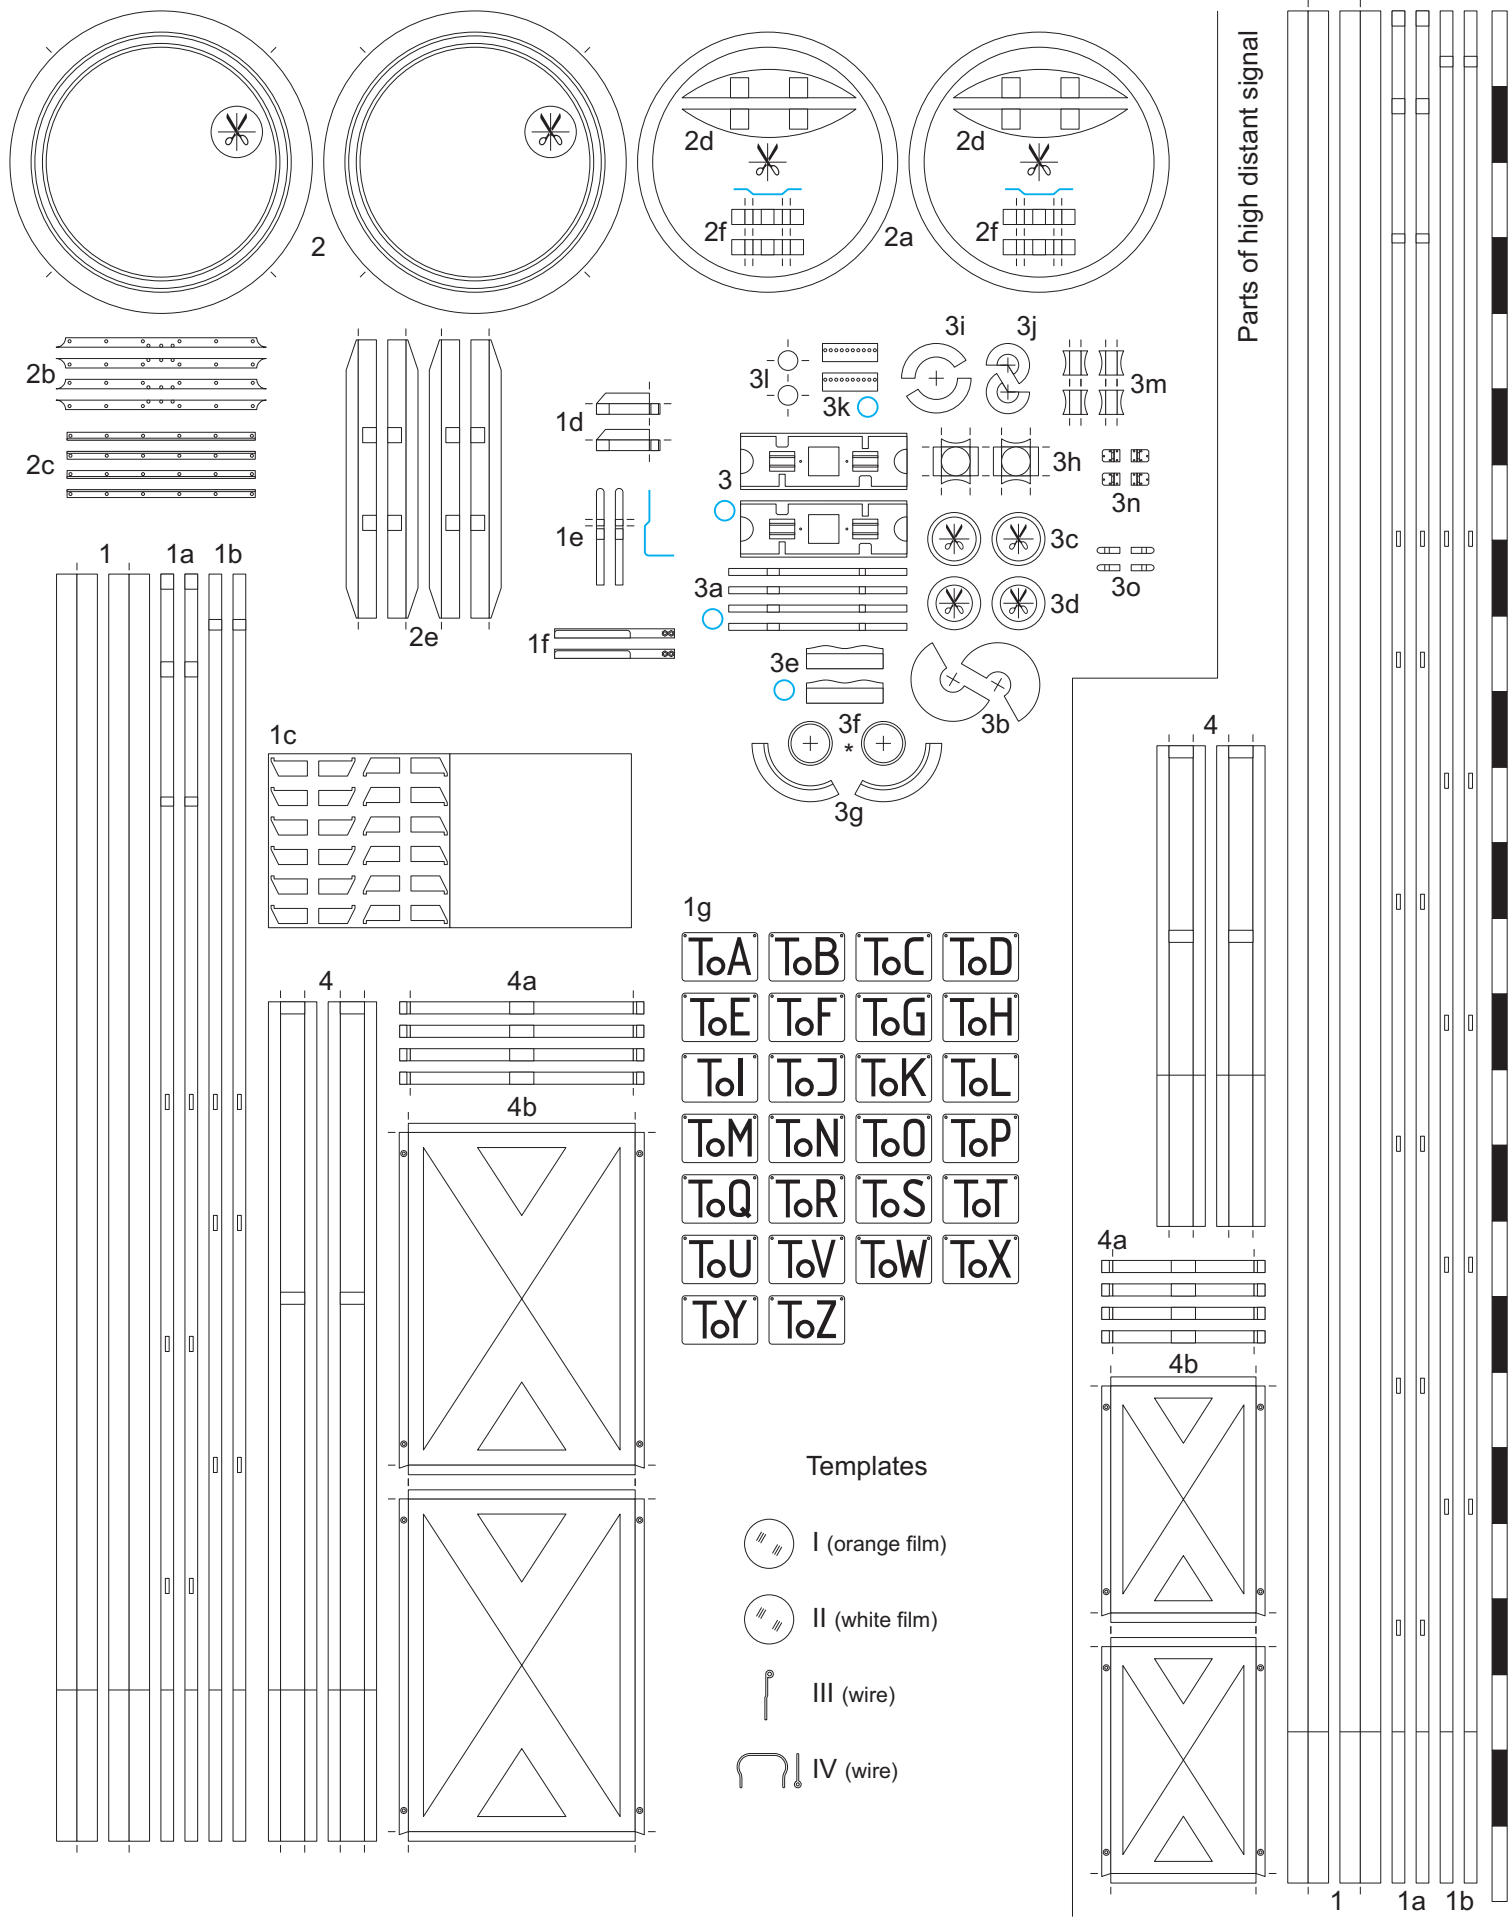 Parts of high distant signal
2
2d
2f
2a
2d
2f
2b
2c
2e
1d
1e
1f
3i
3j
3l
3k
3m
3
3h
3n
3c
3a
3d
3o
3e
3b
3f
*
3g
1
1a
1b
1c
4
4a
4b
1g
ToA ToB ToC ToD
ToE ToF ToG ToH
ToI ToJ ToK ToL
ToM ToN ToO ToP
ToQ ToR ToS ToT
ToU ToV ToW ToX
ToY ToZ
Templates
I (orange film)
II (white film)
III (wire)
IV (wire)
4
4a
4b
1
1a
1b